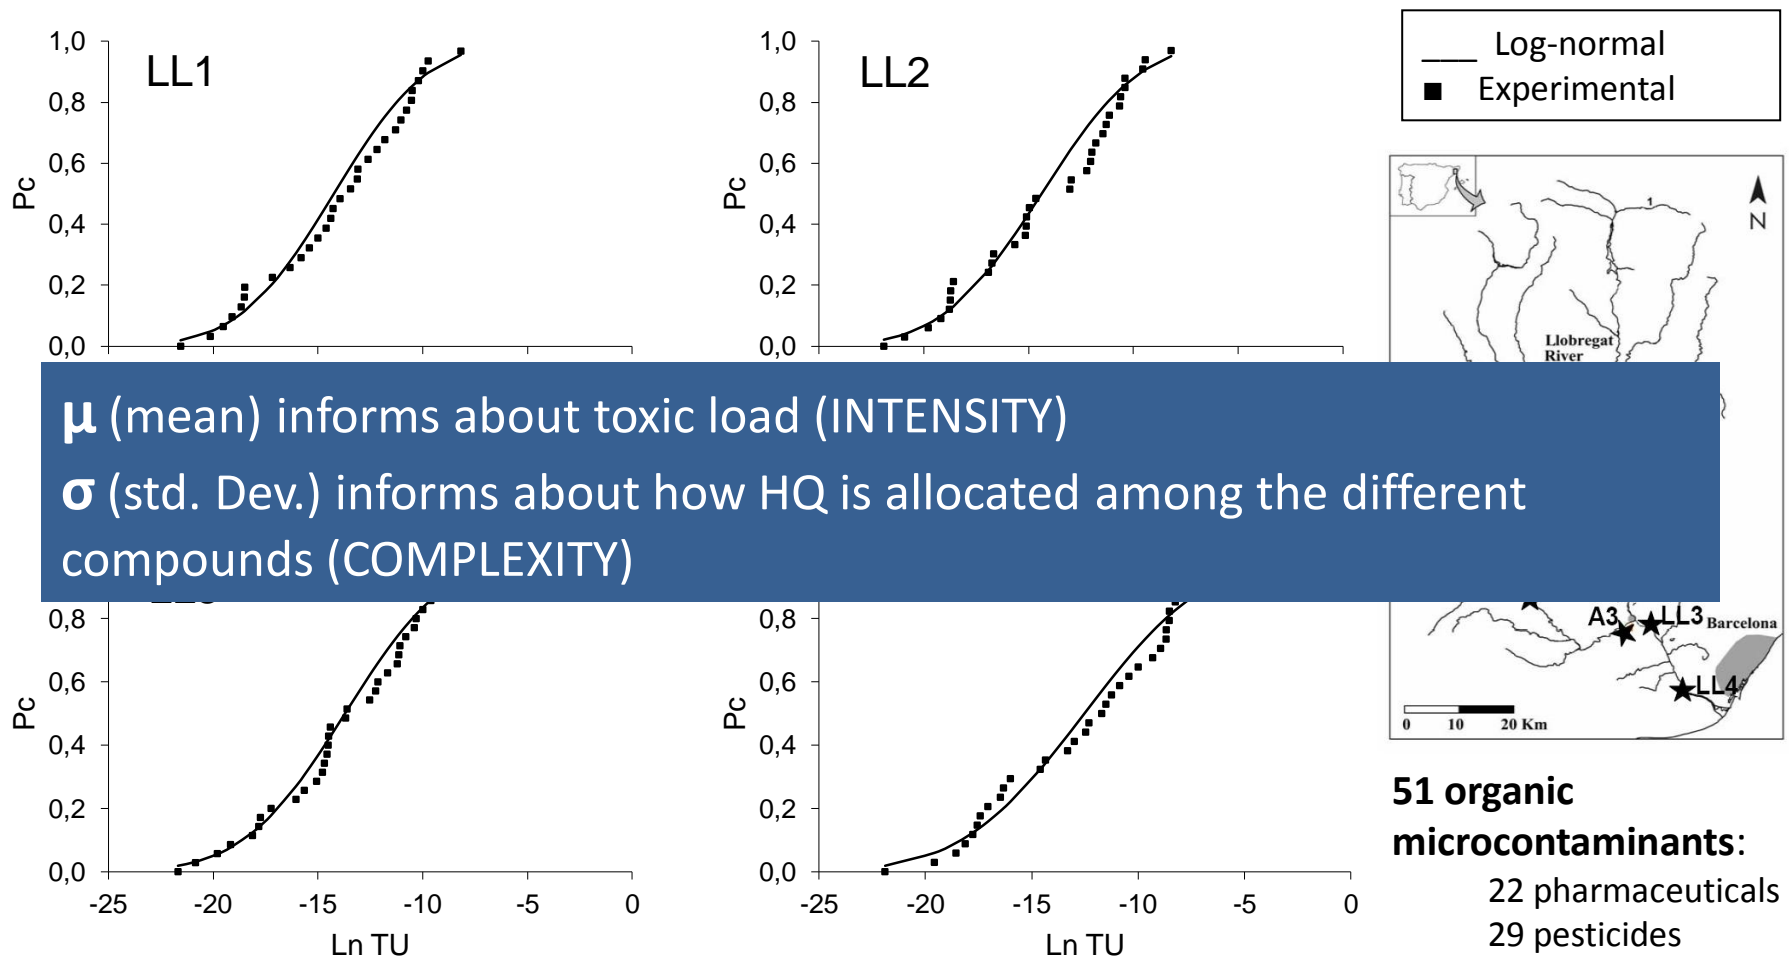 LL1
1,0
0,8
0,6
0,4
0,2
0,0
Pc
LL2
1,0
0,8
0,6
0,4
0,2
0,0
Pc
___ Log-normal
■ Experimental
1
N
Llobregat
River
μ (mean) informs about toxic load (INTENSITY)
σ (std. Dev.) informs about how HQ is allocated among the different
compounds (COMPLEXITY)
0,8
0,6
0,4
0,2
0,0
Pc
-25 -20 -15 -10 -5 0
Ln TU
0,8
0,6
0,4
0,2
0,0
Pc
-25 -20 -15 -10 -5 0
Ln TU
A3
LL3
Barcelona
LL4
0 10 20 Km
51 organic
microcontaminants:
22 pharmaceuticals
29 pesticides